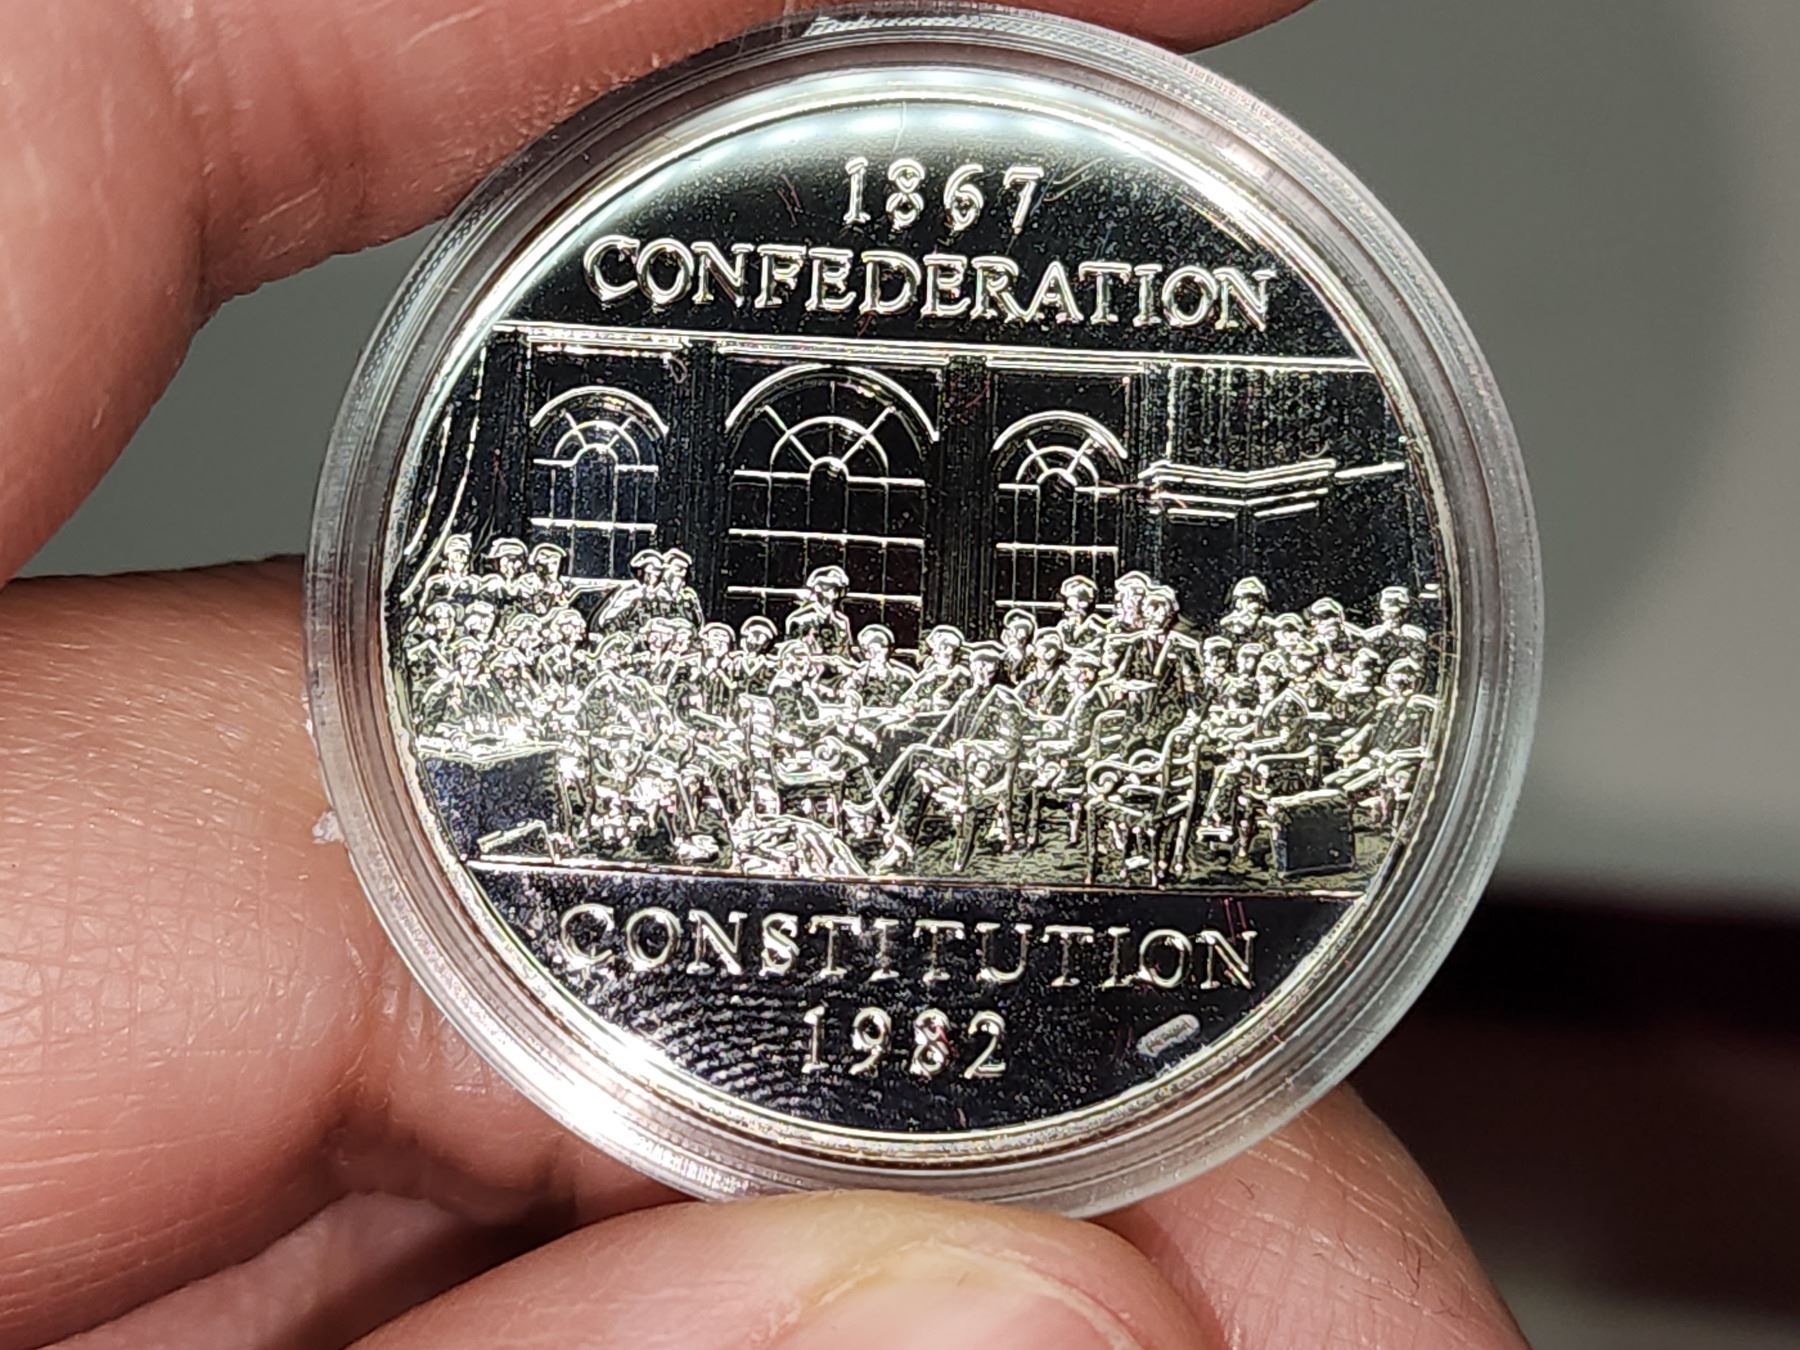 1867
CONFEDERATION
CONSTITUTION
1982